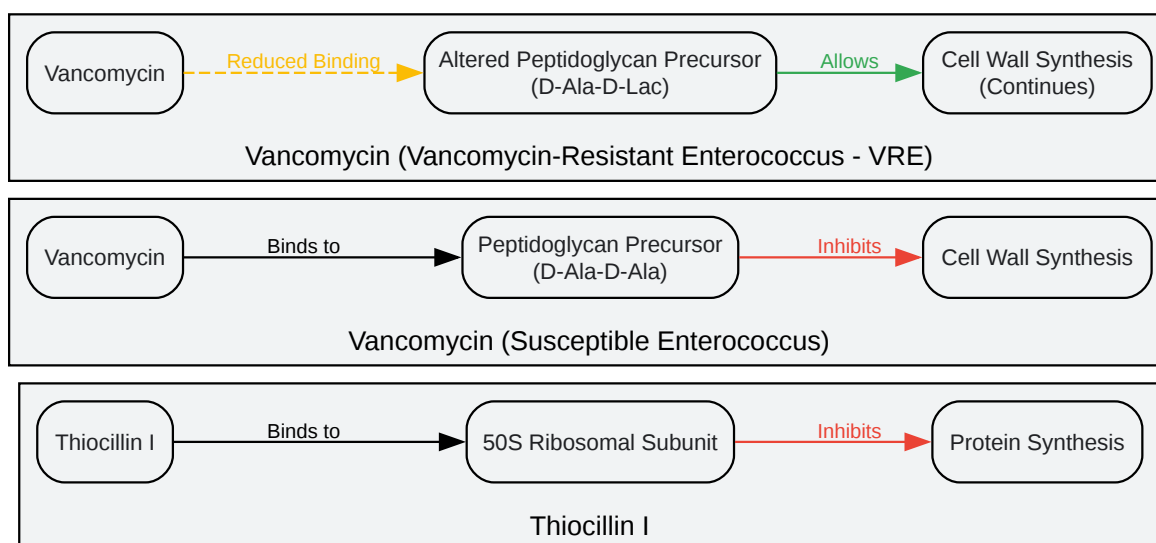 Vancomycin
Reduced Binding
Altered Peptidoglycan Precursor
(D-Ala-D-Lac)
Allows
Cell Wall Synthesis
(Continues)
Vancomycin (Vancomycin-Resistant Enterococcus - VRE)
Vancomycin
Binds to
Peptidoglycan Precursor
(D-Ala-D-Ala)
Inhibits
Cell Wall Synthesis
Vancomycin (Susceptible Enterococcus)
Thiocillin I
Binds to
50S Ribosomal Subunit
Inhibits
Protein Synthesis
Thiocillin I